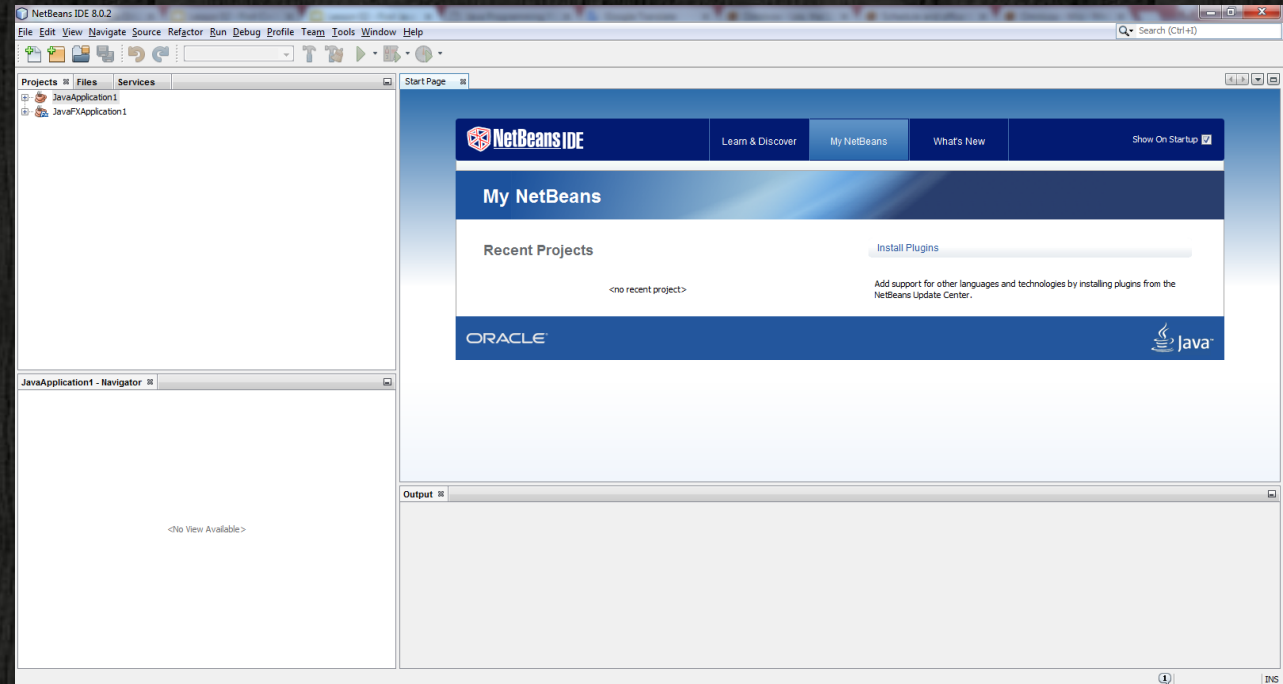 NetBeans IDE 8.0.2
File Edit View Navigate Source Refactor Run Debug Profile Team Tools Window Help
Search (Ctrl+I)
Projects Files Services
JavaApplication1
JavaFXApplication1
Start Page
NetBeans IDE
Learn & Discover
My NetBeans
What's New
Show On Startup
My NetBeans
Recent Projects
<no recent project>
Install Plugins
Add support for other languages and technologies by installing plugins from the
NetBeans Update Center.
ORACLE
Java
JavaApplication1 - Navigator
<No View Available>
Output
1
INS